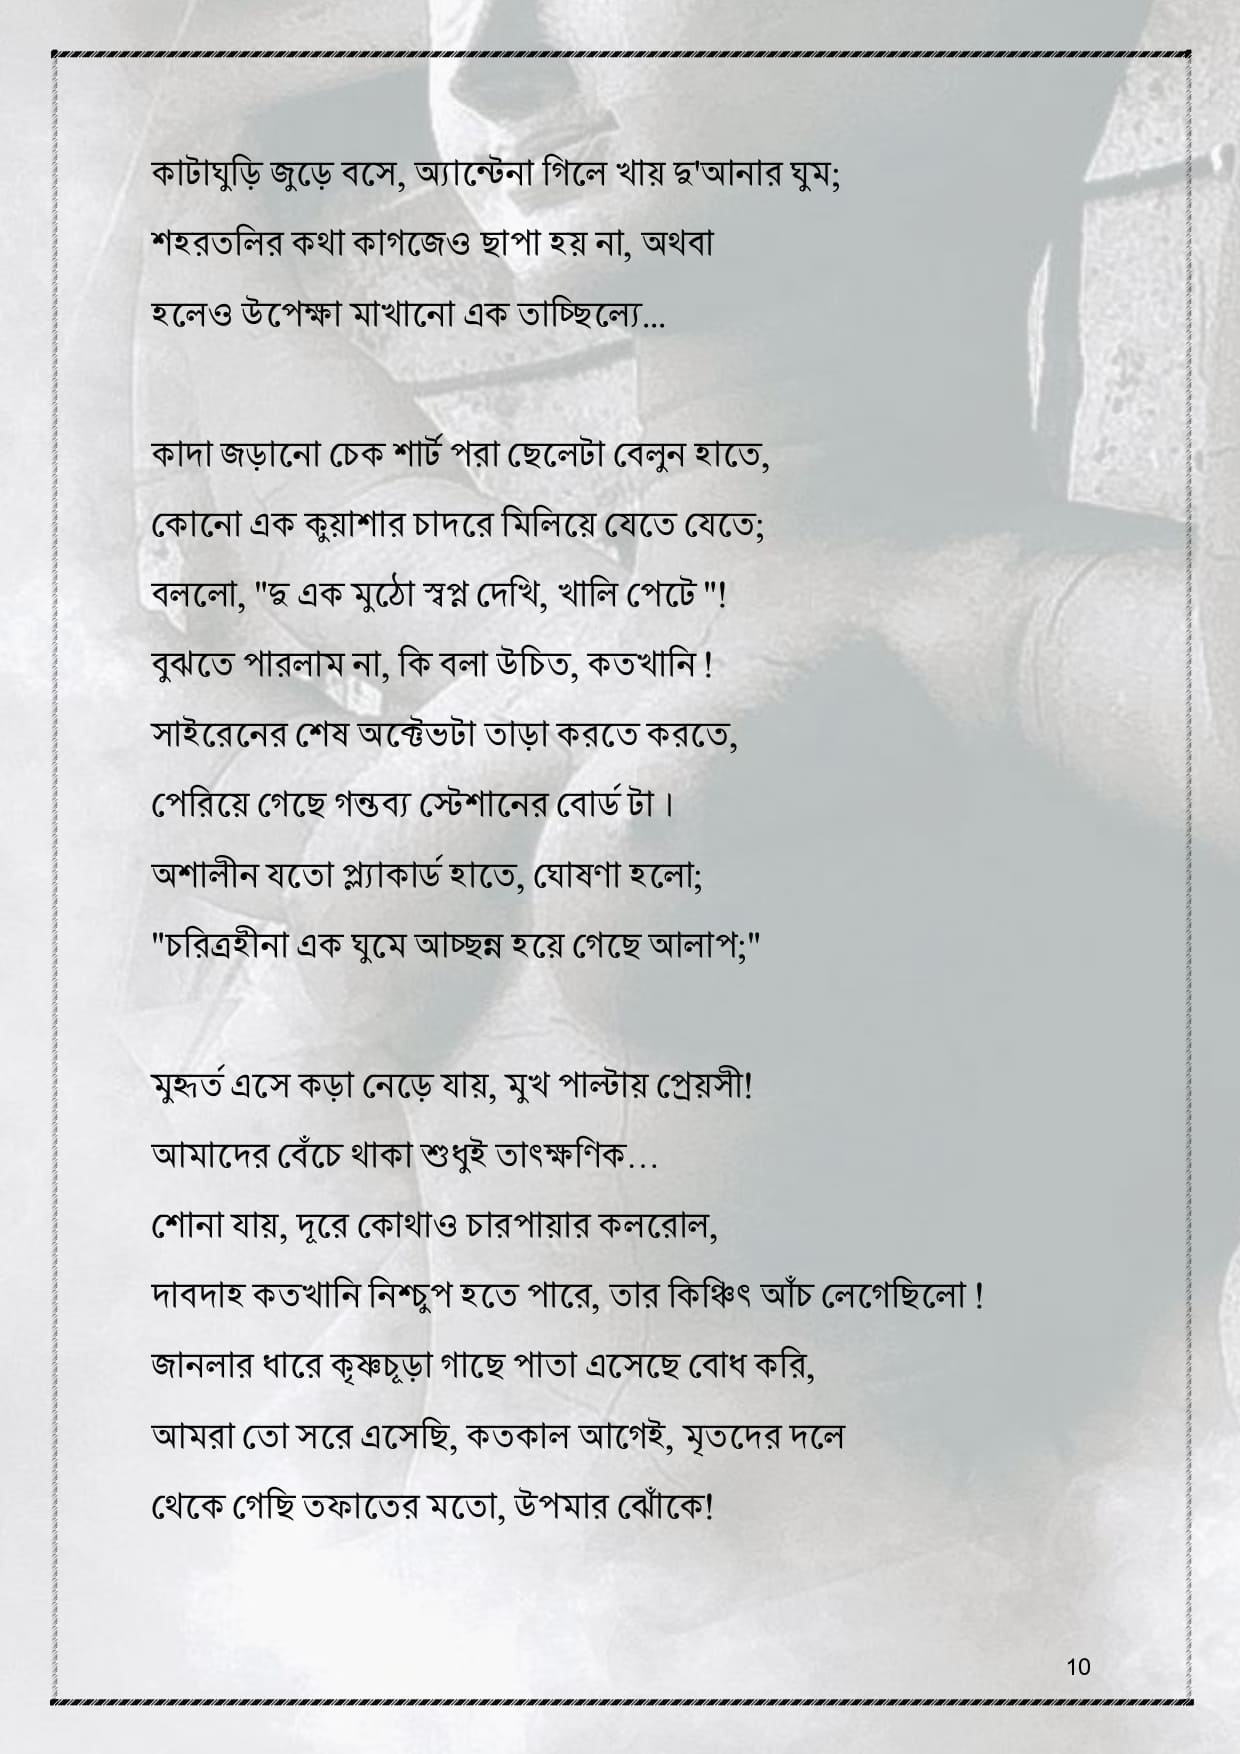 কাটাঘুড়ি জুড়ে বসে, অ্যান্টেনা গিলে খায় দু'আনার ঘুম;
শহরতলির কথা কাগজেও ছাপা হয় না, অথবা
হলেও উপেক্ষা মাখানো এক তাচ্ছিল্যে...
কাদা জড়ানো চেক শার্ট পরা ছেলেটা বেলুন হাতে,
কোনো এক কুয়াশার চাদরে মিলিয়ে যেতে যেতে;
বললো, "দু এক মুঠো স্বপ্ন দেখি, খালি পেটে "!
বুঝতে পারলাম না, কি বলা উচিত, কতখানি !
সাইরেনের শেষ অক্টেভটা তাড়া করতে করতে,
পেরিয়ে গেছে গন্তব্য স্টেশানের বোর্ড টা ।
অশালীন যতো প্ল্যাকার্ড হাতে, ঘোষণা হলো;
"চরিত্রহীনা এক ঘুমে আচ্ছন্ন হয়ে গেছে আলাপ;"
মুহূর্ত এসে কড়া নেড়ে যায়, মুখ পাল্টায় প্রেয়সী!
আমাদের বেঁচে থাকা শুধুই তাৎক্ষণিক...
শোনা যায়, দূরে কোথাও চারপায়ার কলরোল,
দাবদাহ কতখানি নিশ্চুপ হতে পারে, তার কিঞ্চিৎ আঁচ লেগেছিলো !
জানলার ধারে কৃষ্ণচূড়া গাছে পাতা এসেছে বোধ করি,
আমরা তো সরে এসেছি, কতকাল আগেই, মৃতদের দলে
থেকে গেছি তফাতের মতো, উপমার ঝোঁকে!
10